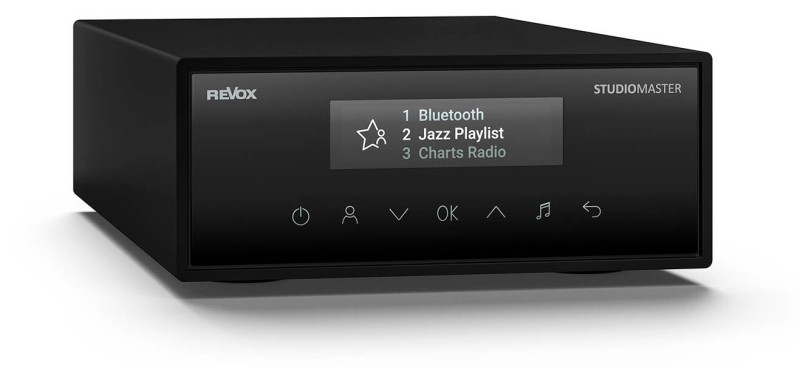 REVOX
STUDIOMASTER
1 Bluetooth
2 Jazz Playlist
3 Charts Radio
OK